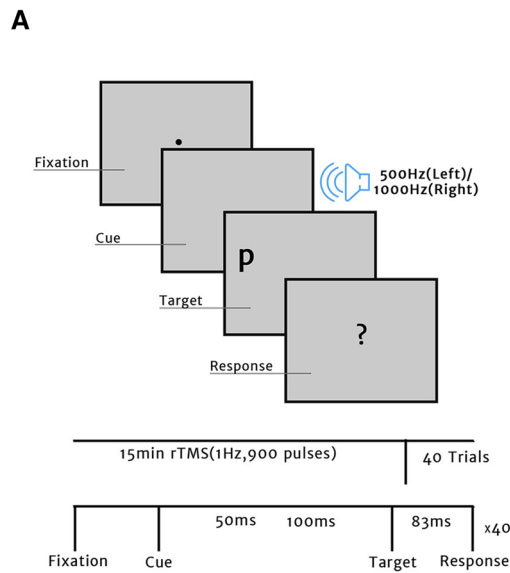 A
Fixation
500Hz(Left)/
1000Hz(Right)
Cue
p
Target
?
Response
15min rTMS(1Hz,900 pulses)
40 Trials
50ms
100ms
83ms
x40
Fixation
Cue
Target
Response